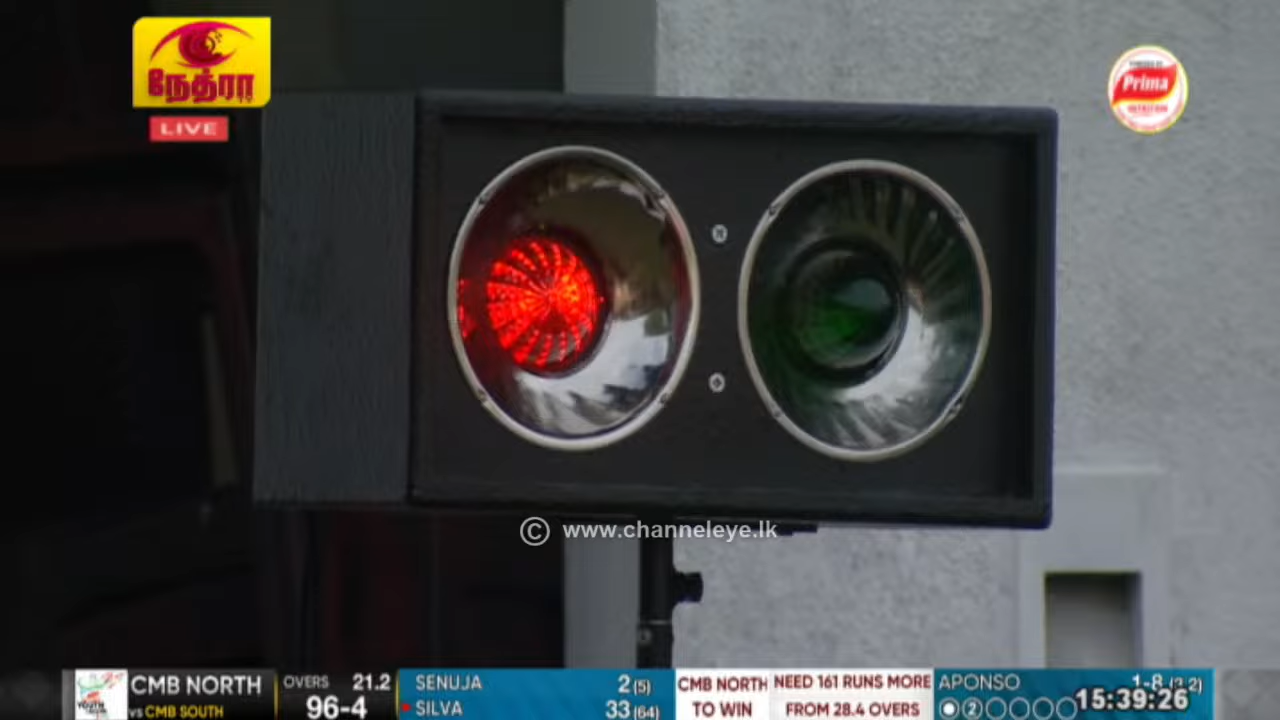 நேத்ரா
LIVE
Prima
© www.channeleye.lk
CMB NORTH
vs CMB SOUTH
OVERS 21.2
96-4
SENUJA 2 (5)
SILVA 33 (64)
CMB NORTH
TO WIN
NEED 161 RUNS MORE
FROM 28.4 OVERS
APONSO 1-8
2
15:39:26